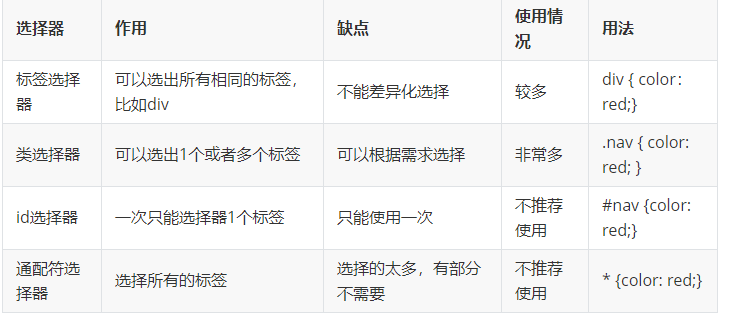 选择器 作用 缺点 使用情
况 用法
标签选择
器 可以选出所有相同的标签，
比如div 不能差异化选择 较多 div { color:
red;}
类选择器 可以选出1个或者多个标签 可以根据需求选择 非常多 .nav { color:
red; }
id选择器 一次只能选择器1个标签 只能使用一次 不推荐
使用 #nav {color:
red;}
通配符选
择器 选择所有的标签 选择的太多，有部分
不需要 不推荐
使用 * {color: red;}